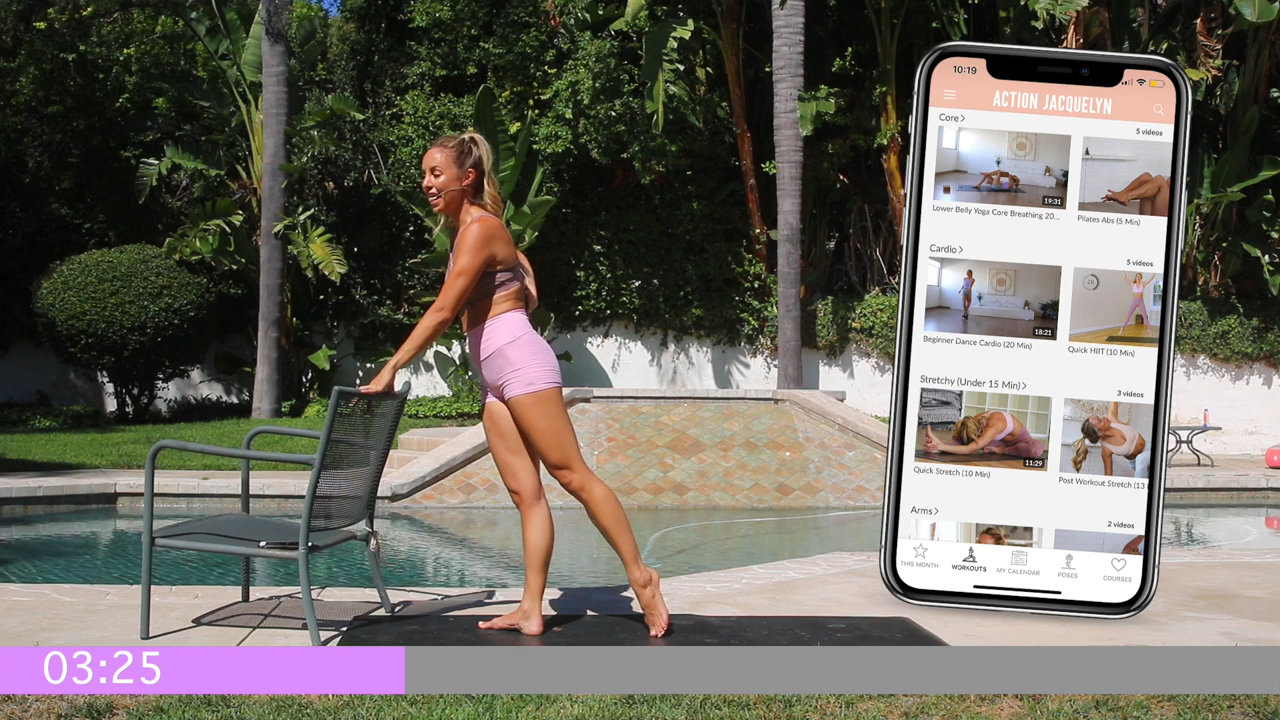 10:19
ACTION JACQUELYN
Core >
5 videos
19:31
Lower Belly Yoga Core Breathing 20...
Pilates Abs (5 Min)
Cardio >
5 videos
26
18:21
Beginner Dance Cardio (20 Min)
Quick HIIT (10 Min)
Stretchy (Under 15 Min) >
3 videos
11:29
Quick Stretch (10 Min)
Post Workout Stretch (13
Arms >
2 videos
THIS MONTH
WORKOUTS
MY CALENDAR
POSES
COURSES
03:25